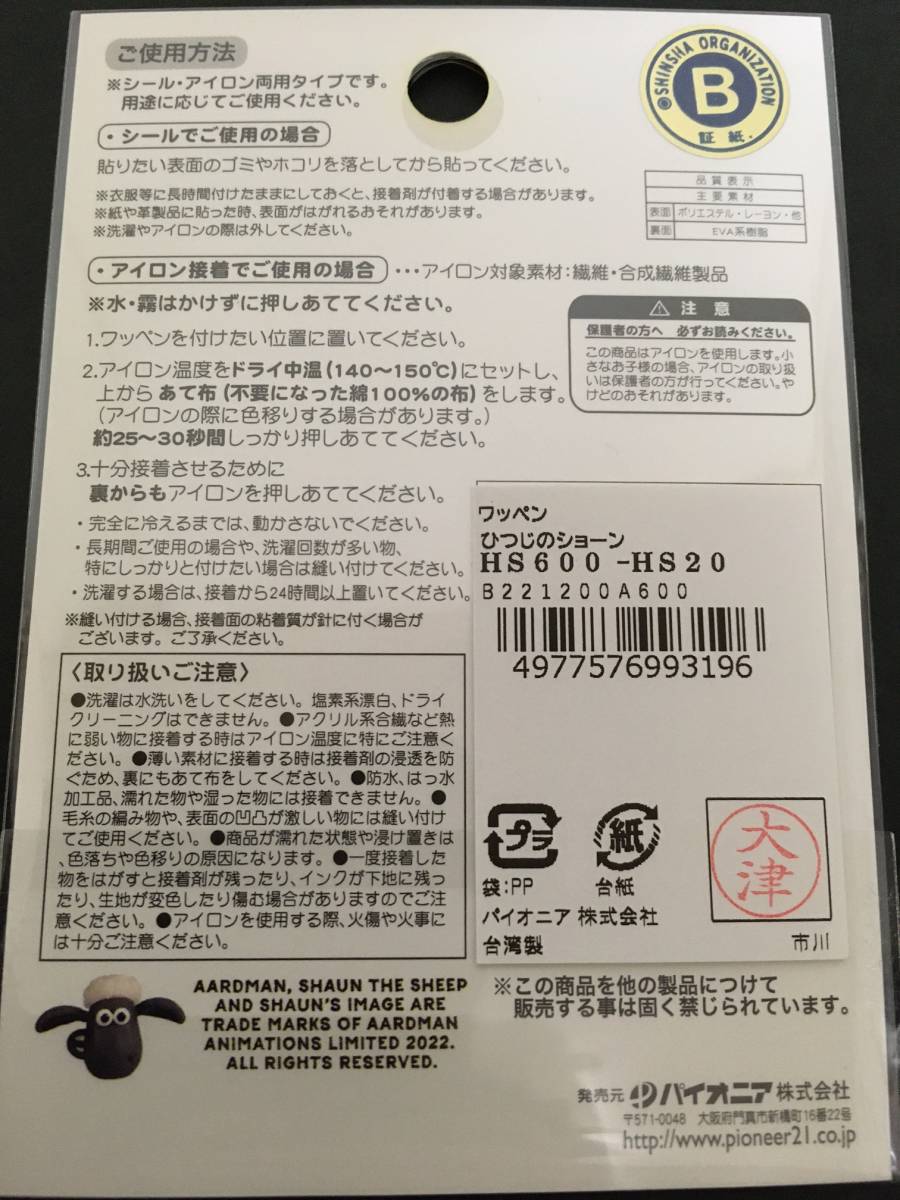 ご使用方法
※シール・アイロン両用タイプです。
用途に応じてご使用ください。
・シールでご使用の場合
貼りたい表面のゴミやホコリを落としてから貼ってください。
※衣服等に長時間付けたままにしておくと、接着剤が付着する場合があります。
※紙や革製品に貼った時、表面がはがれるおそれがあります。
※洗濯やアイロンの際は外してください。
SHINSHA ORGANIZATION
B
証紙
品質表示
主要素材
表面 ポリエステル・レーヨン・他
裏面 EVA系樹脂
・アイロン接着でご使用の場合 ・・・アイロン対象素材：繊維・合成繊維製品
※水・霧はかけずに押しあててください。
1.ワッペンを付けたい位置に置いてください。
2.アイロン温度をドライ中温(140〜150℃)にセットし、
上から あて布(不要になった綿100%の布)をします。
(アイロンの際に色移りする場合があります。)
約25〜30秒間しっかり押しあててください。
3.十分接着させるために
裏からもアイロンを押しあててください。
・完全に冷えるまでは、動かさないでください。
・長期間ご使用の場合や、洗濯回数が多い物、
特にしっかりと付けたい場合は縫い付けてください。
・洗濯する場合は、接着から24時間以上置いてください。
※縫い付ける場合、接着面の粘着質が針に付く場合が
ございます。ご了承ください。
⚠ 注意
保護者の方へ 必ずお読みください。
この商品はアイロンを使用します。小
さなお子様の場合、アイロンの取り扱
いは保護者の方が行ってください。や
けどのおそれがあります。
〈取り扱いご注意〉
●洗濯は水洗いをしてください。塩素系漂白、ドライ
クリーニングはできません。●アクリル系合繊など熱
に弱い物に接着する時はアイロン温度に特にご注意く
ださい。●薄い素材に接着する時は接着剤の浸透を防
ぐため、裏にもあて布をしてください。●防水、はっ水
加工品、濡れた物や湿った物には接着できません。●
毛糸の編み物や、表面の凹凸が激しい物には縫い付け
てご使用ください。●商品が濡れた状態や浸け置きは
、色落ちや色移りの原因になります。●一度接着した
物をはがすと接着剤が残ったり、インクが下地に残っ
たり、生地が変色したり傷む場合がありますのでご注
意ください。●アイロンを使用する際、火傷や火事に
は十分ご注意ください。
ワッペン
ひつじのショーン
HS600-HS20
B221200A600
4977576993196
プラ
紙
大津
袋:PP 台紙
パイオニア 株式会社
台湾製
市川
AARDMAN, SHAUN THE SHEEP
AND SHAUN'S IMAGE ARE
TRADE MARKS OF AARDMAN
ANIMATIONS LIMITED 2022.
ALL RIGHTS RESERVED.
※この商品を他の製品につけて
販売する事は固く禁じられています。
発売元 パイオニア株式会社
〒571-0048 大阪府門真市新橋町16番22号
http://www.pioneer21.co.jp